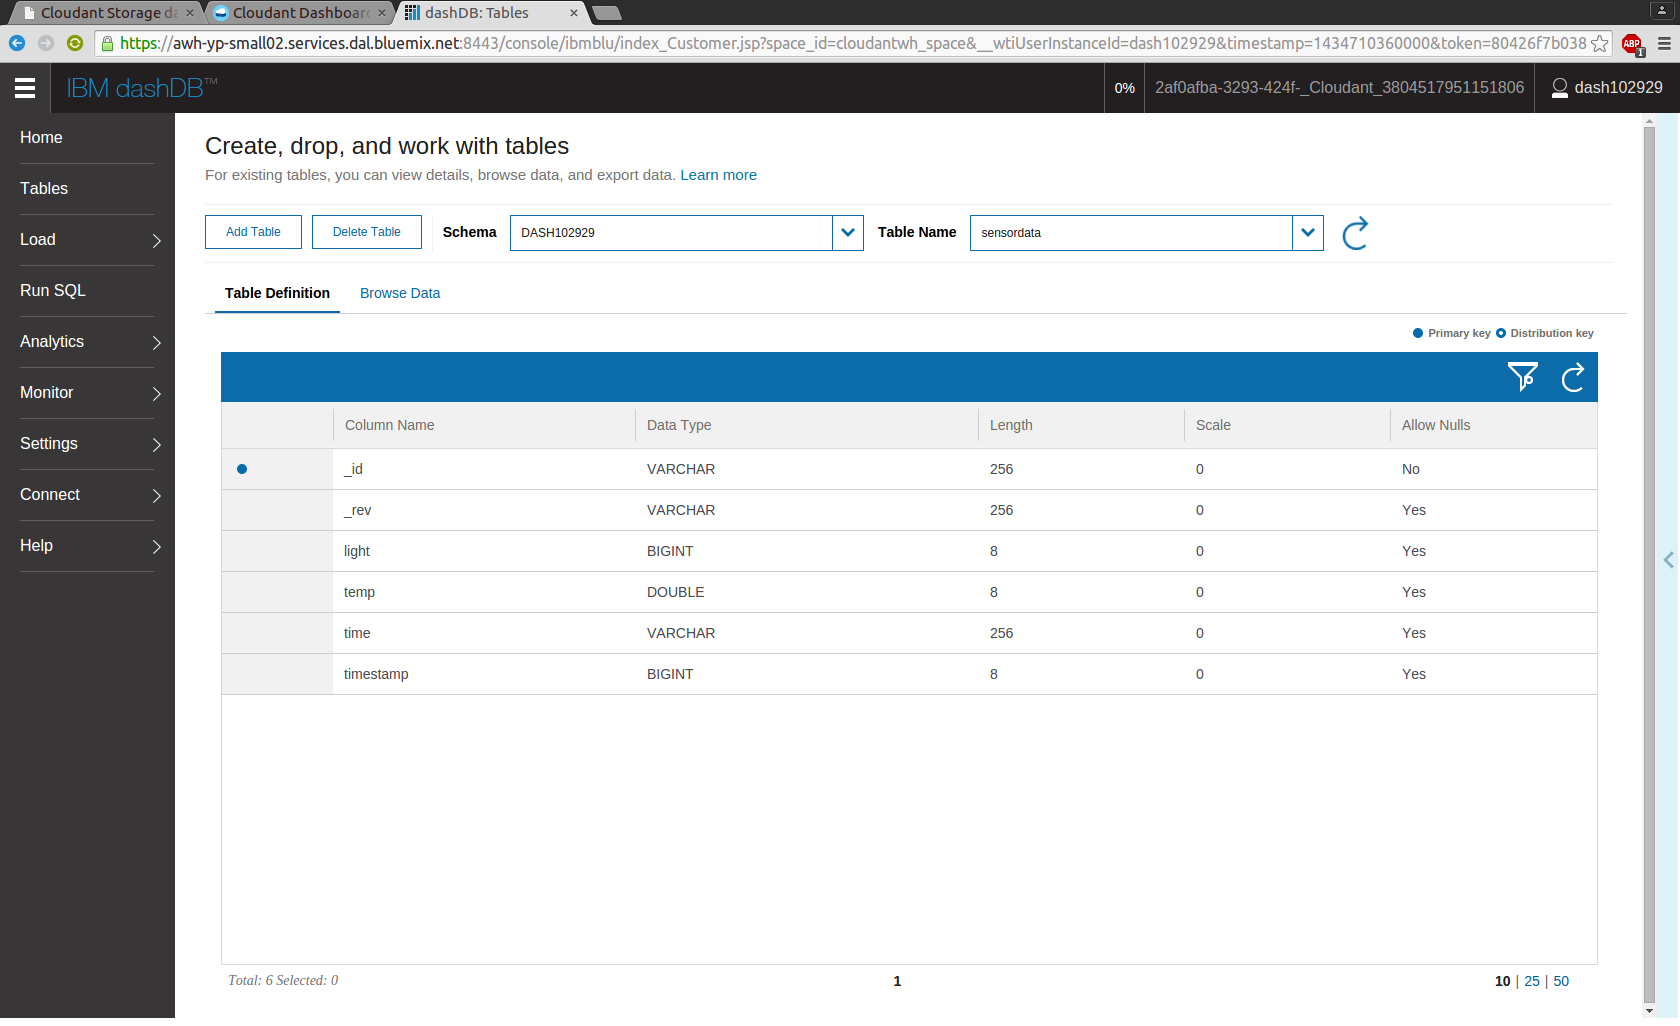 Cloudant Storage da
Cloudant Dashboard
dashDB: Tables
https://awh-yp-small02.services.dal.bluemix.net:8443/console/ibmblu/index_Customer.jsp?space_id=cloudantwh_space&__wtiUserInstanceId=dash102929&timestamp=1434710360000&token=80426f7b038
ABP 1
IBM dashDB™
0%
2af0afba-3293-424f-_Cloudant_3804517951151806
dash102929
Home
Tables
Load
Run SQL
Analytics
Monitor
Settings
Connect
Help
Create, drop, and work with tables
For existing tables, you can view details, browse data, and export data. Learn more
Add Table Delete Table Schema DASH102929 Table Name sensordata
Table Definition Browse Data
Primary key Distribution key
Column Name Data Type Length Scale Allow Nulls
_id VARCHAR 256 0 No
_rev VARCHAR 256 0 Yes
light BIGINT 8 0 Yes
temp DOUBLE 8 0 Yes
time VARCHAR 256 0 Yes
timestamp BIGINT 8 0 Yes
Total: 6 Selected: 0 1 10 | 25 | 50